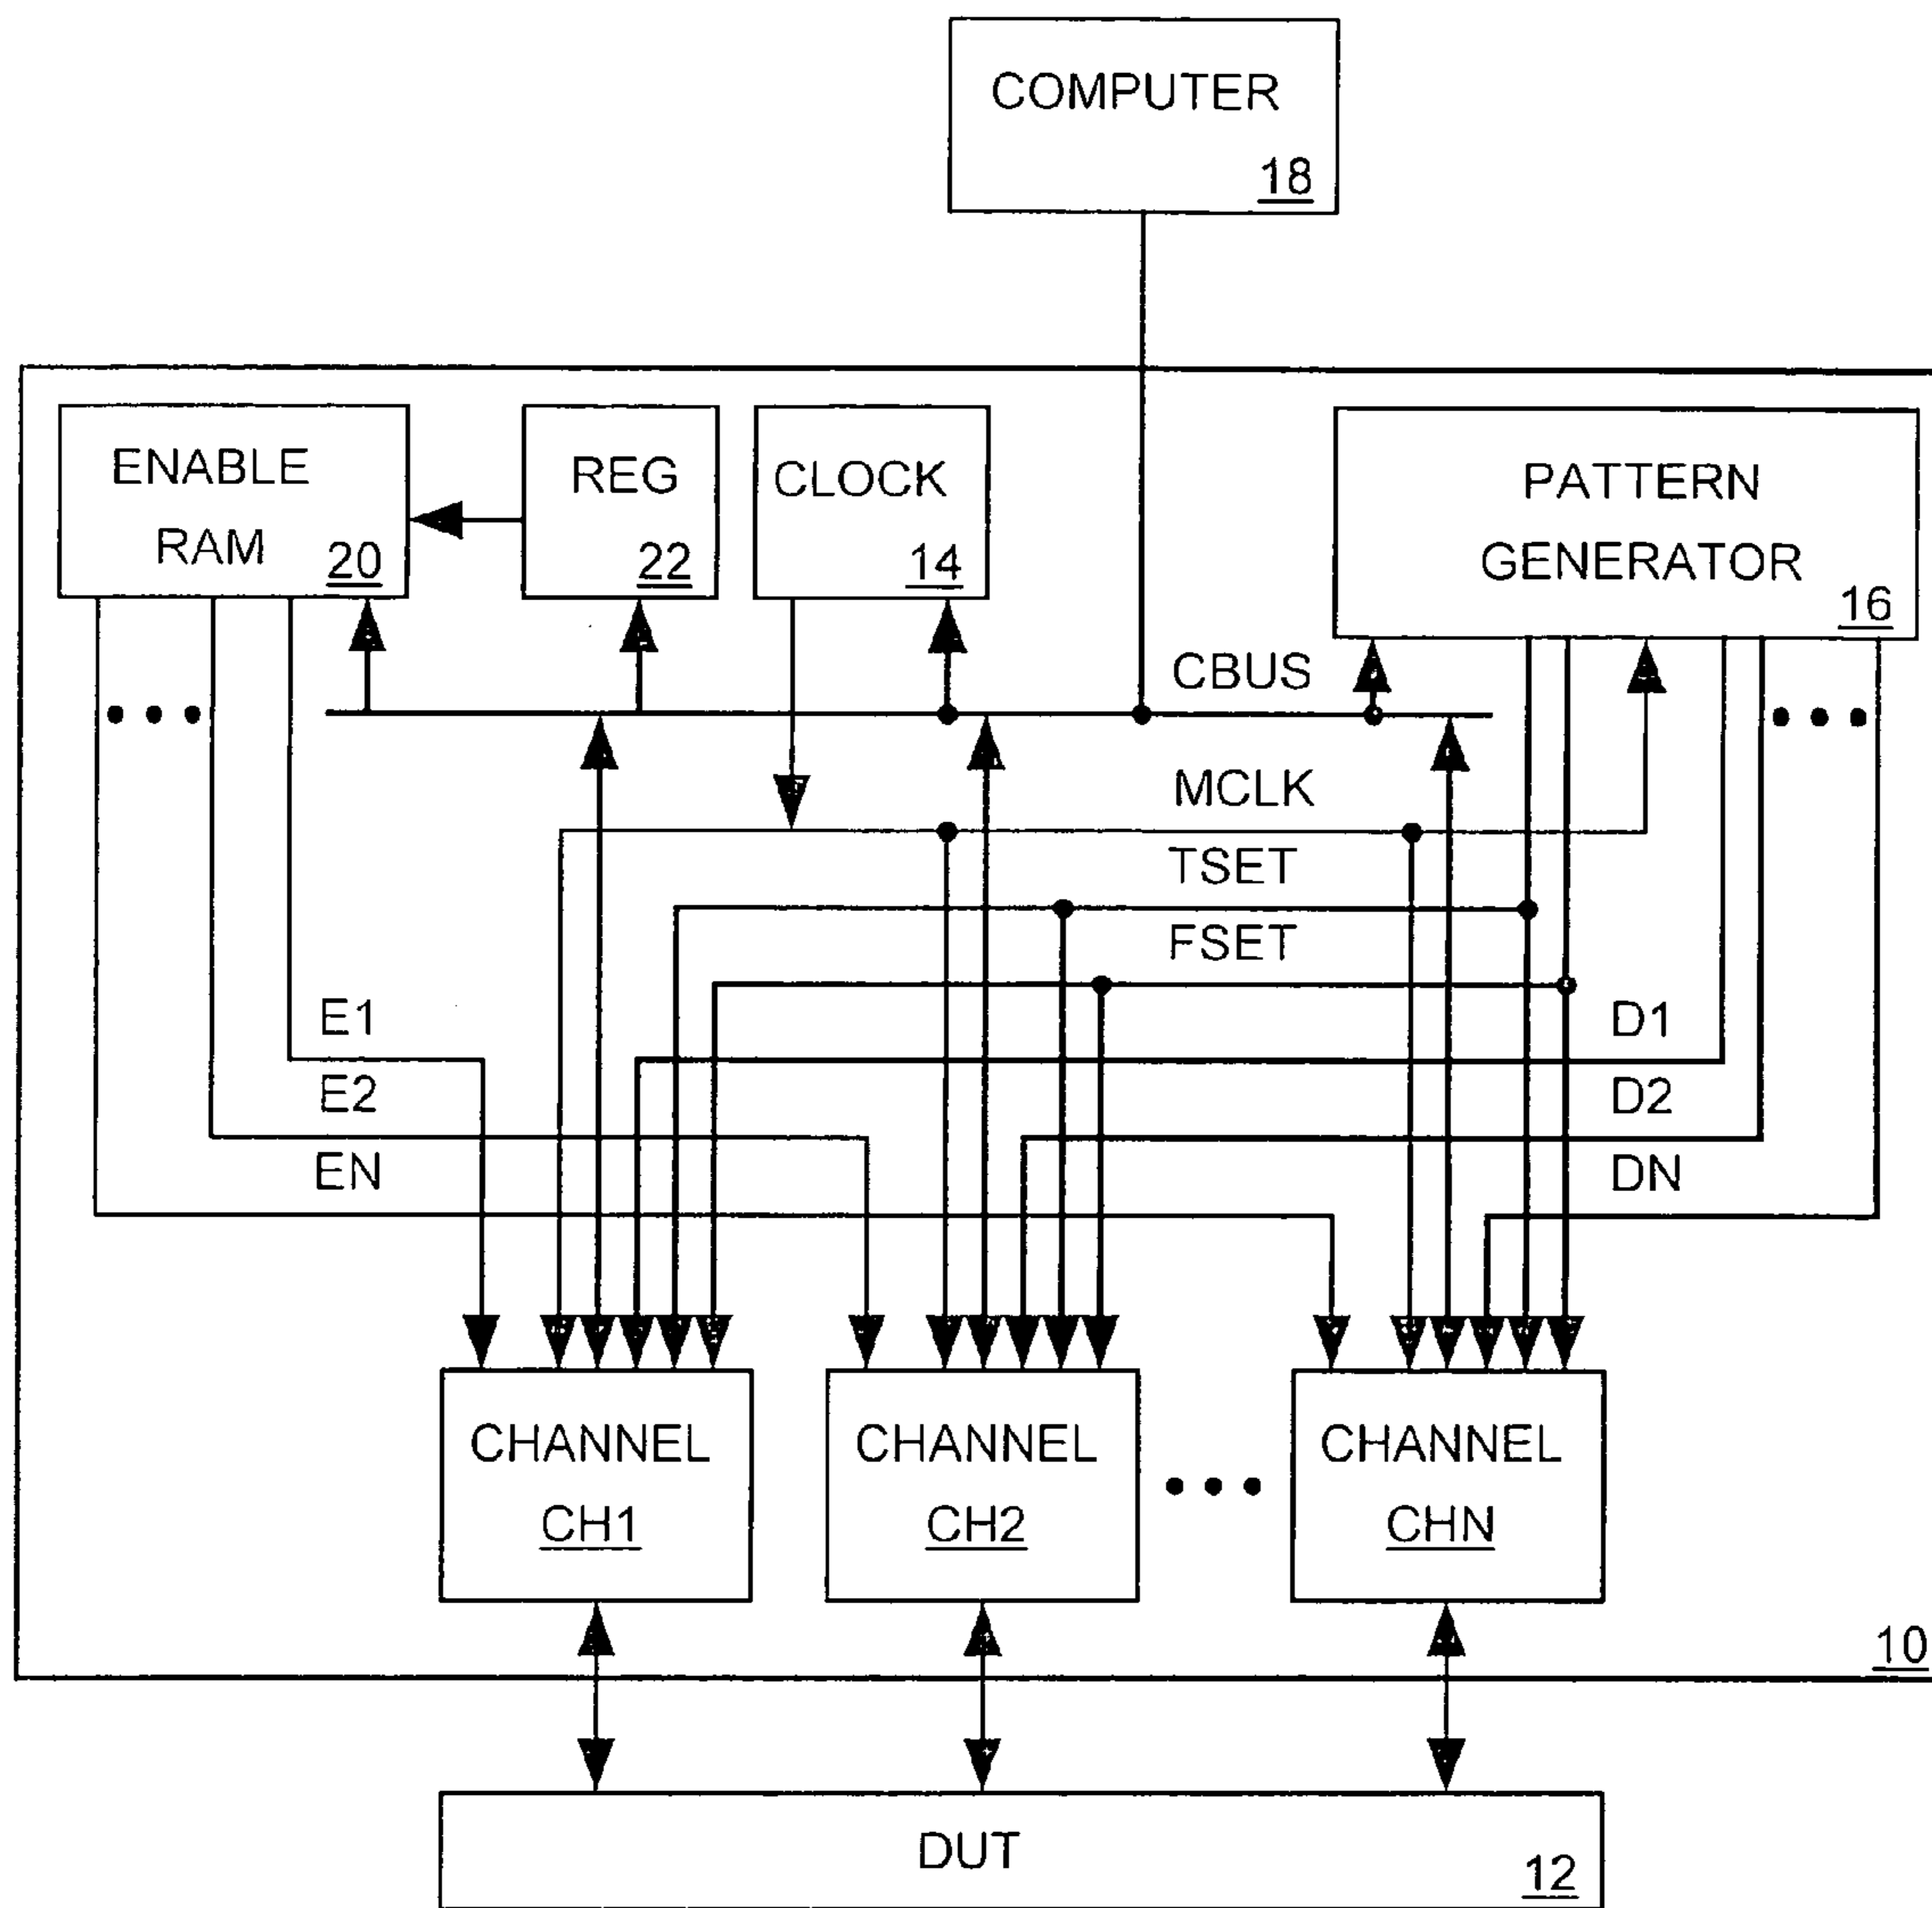 COMPUTER
18
ENABLE
RAM
20
REG
22
CLOCK
14
PATTERN
GENERATOR
16
CBUS
MCLK
TSET
FSET
E1
E2
EN
D1
D2
DN
CHANNEL
CH1
CHANNEL
CH2
CHANNEL
CHN
10
DUT
12